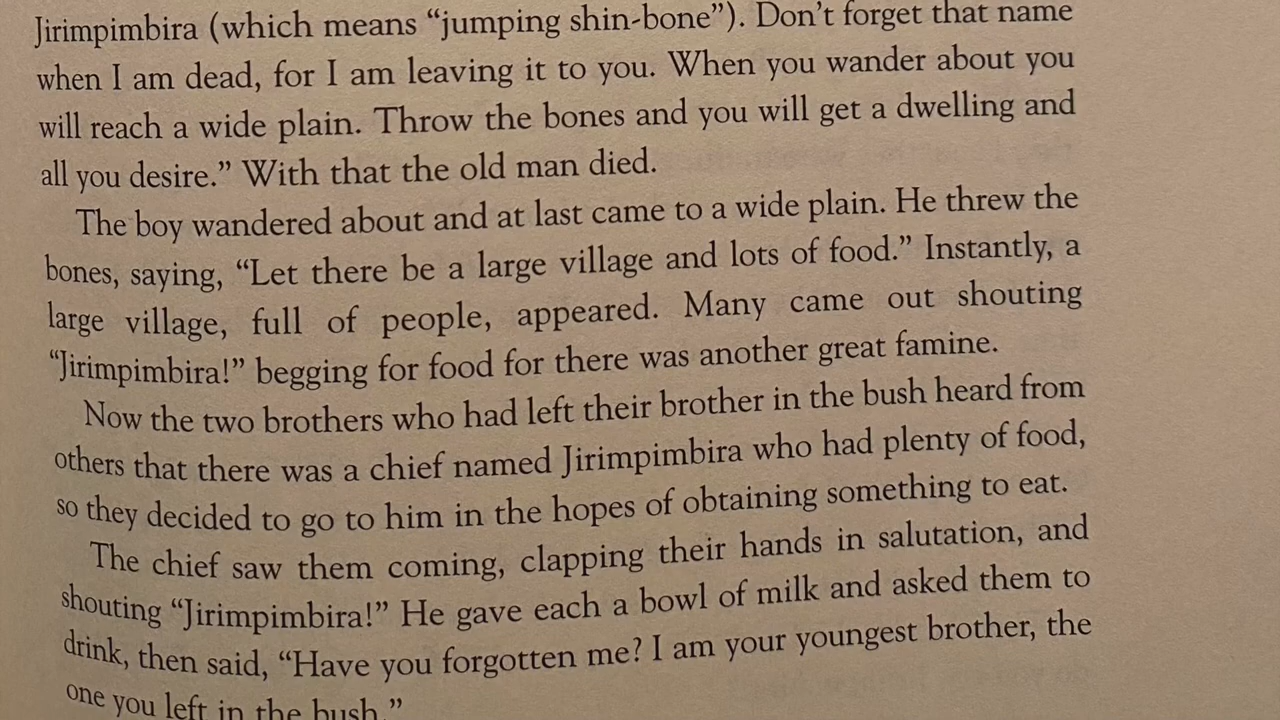 Jirimpimbira (which means “jumping shin-bone”). Don’t forget that name
when I am dead, for I am leaving it to you. When you wander about you
will reach a wide plain. Throw the bones and you will get a dwelling and
all you desire.” With that the old man died.
The boy wandered about and at last came to a wide plain. He threw the
bones, saying, “Let there be a large village and lots of food.” Instantly, a
large village, full of people, appeared. Many came out shouting
“Jirimpimbira!” begging for food for there was another great famine.
Now the two brothers who had left their brother in the bush heard from
others that there was a chief named Jirimpimbira who had plenty of food,
so they decided to go to him in the hopes of obtaining something to eat.
The chief saw them coming, clapping their hands in salutation, and
shouting “Jirimpimbira!” He gave each a bowl of milk and asked them to
drink, then said, “Have you forgotten me? I am your youngest brother, the
one you left in the bush.”